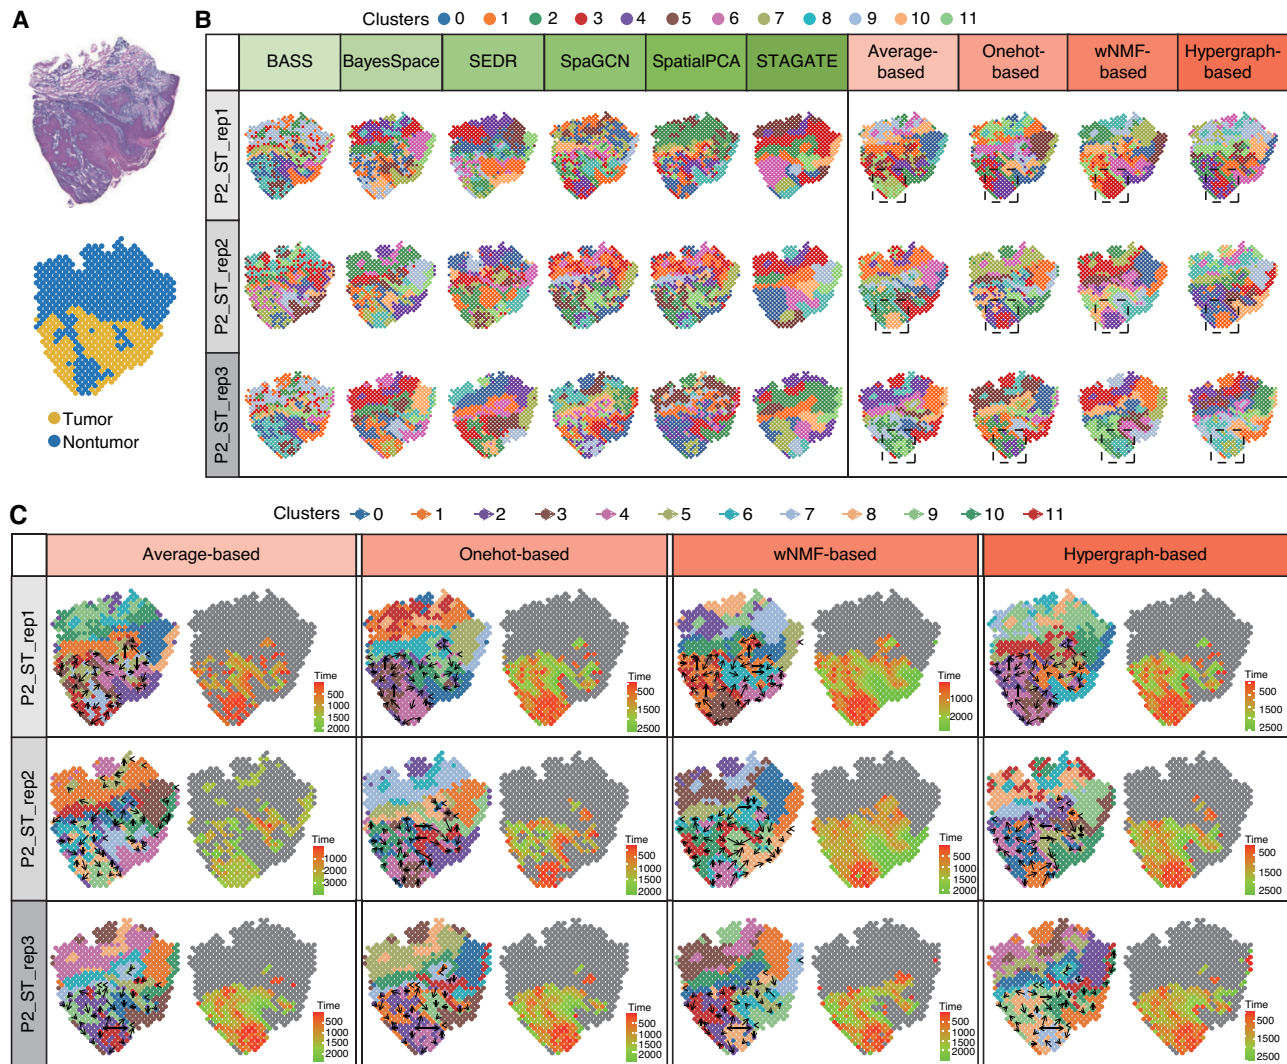 A
Tumor
Nontumor
B
Clusters 0 1 2 3 4 5 6 7 8 9 10 11
BASS BayesSpace SEDR SpaGCN SpatialPCA STAGATE Average-based Onehot-based wNMF-based Hypergraph-based
P2_ST_rep1
P2_ST_rep2
P2_ST_rep3
C
Clusters 0 1 2 3 4 5 6 7 8 9 10 11
Average-based Onehot-based wNMF-based Hypergraph-based
P2_ST_rep1
Time
500
1000
1500
2000
Time
500
1500
2500
Time
1000
2000
Time
500
1500
2500
P2_ST_rep2
Time
1000
2000
3000
Time
500
1000
1500
2000
Time
500
1000
1500
2000
Time
500
1500
2500
P2_ST_rep3
Time
500
1000
1500
2000
Time
500
1000
1500
2000
Time
500
1000
1500
2000
Time
500
1500
2500